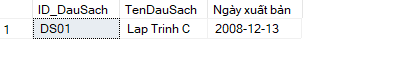 ID_DauSach TenDauSach Ngày xuất bản
1 DS01 Lap Trinh C 2008-12-13